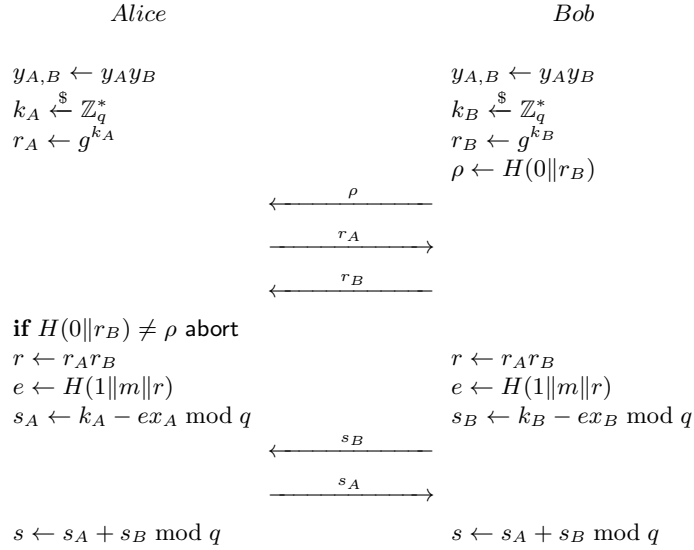 Alice Bob
y_{A,B} ← y_A y_B y_{A,B} ← y_A y_B
k_A ←$ ℤ_q^* k_B ←$ ℤ_q^*
r_A ← g^{k_A} r_B ← g^{k_B}
ρ ← H(0‖r_B)
ρ
r_A
r_B
if H(0‖r_B) ≠ ρ abort
r ← r_A r_B r ← r_A r_B
e ← H(1‖m‖r) e ← H(1‖m‖r)
s_A ← k_A − ex_A mod q s_B ← k_B − ex_B mod q
s_B
s_A
s ← s_A + s_B mod q s ← s_A + s_B mod q